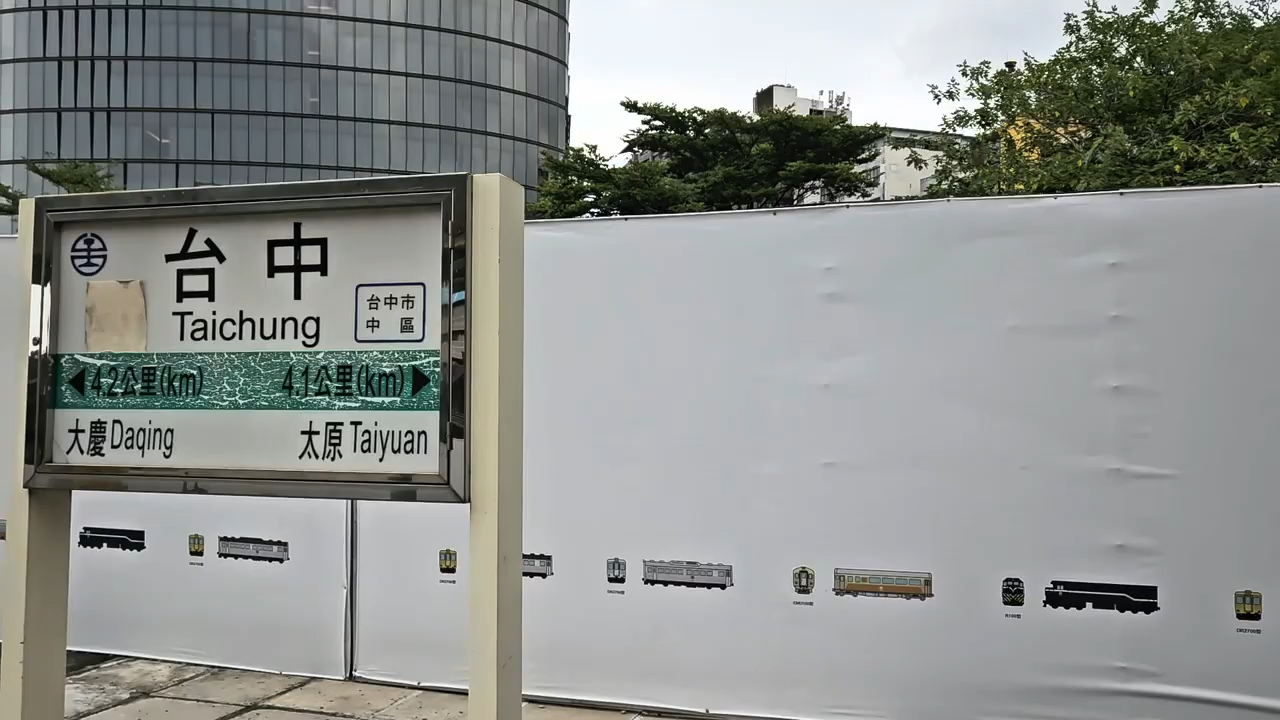 台中
Taichung
台中市
中區
4.2公里(km)
4.1公里(km)
大慶 Daqing
太原 Taiyuan